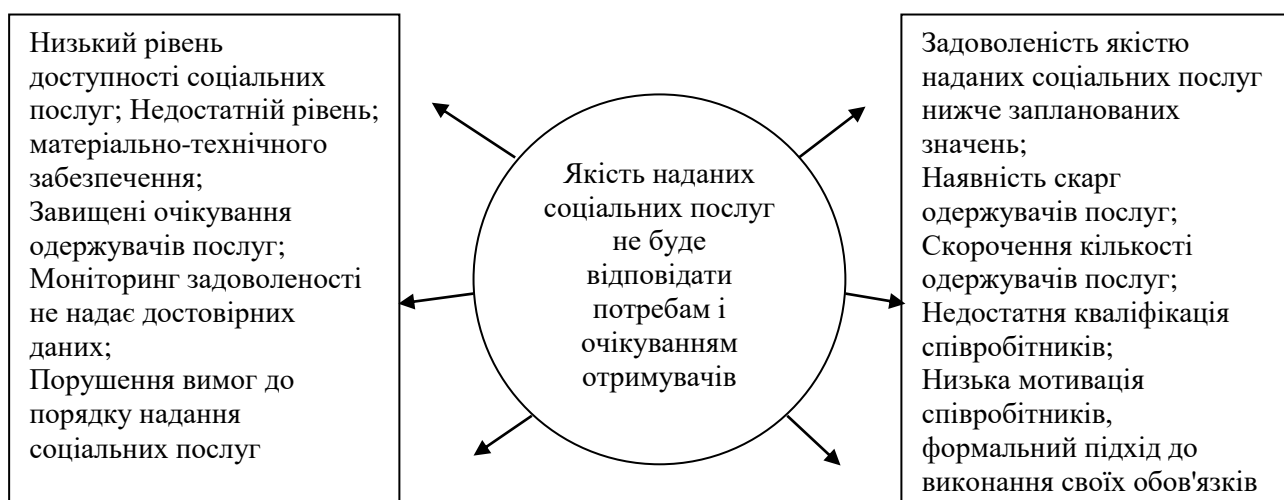 Низький рівень
доступності соціальних
послуг; Недостатній рівень;
матеріально-технічного
забезпечення;
Завищені очікування
одержувачів послуг;
Моніторинг задоволеності
не надає достовірних
даних;
Порушення вимог до
порядку надання
соціальних послуг
Якість наданих
соціальних послуг
не буде
відповідати
потребам і
очікуванням
отримувачів
Задоволеність якістю
наданих соціальних послуг
нижче запланованих
значень;
Наявність скарг
одержувачів послуг;
Скорочення кількості
одержувачів послуг;
Недостатня кваліфікація
співробітників;
Низька мотивація
співробітників,
формальний підхід до
виконання своїх обов'язків